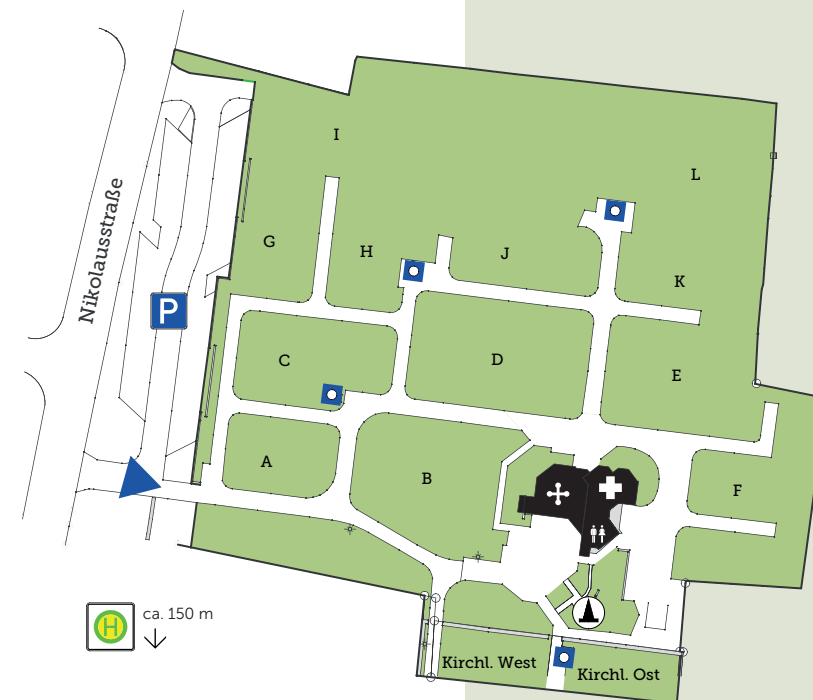 I
L
G
H
J
K
Nikolausstraße
P
C
D
E
A
B
F
H
ca. 150 m
Kirchl. West
Kirchl. Ost